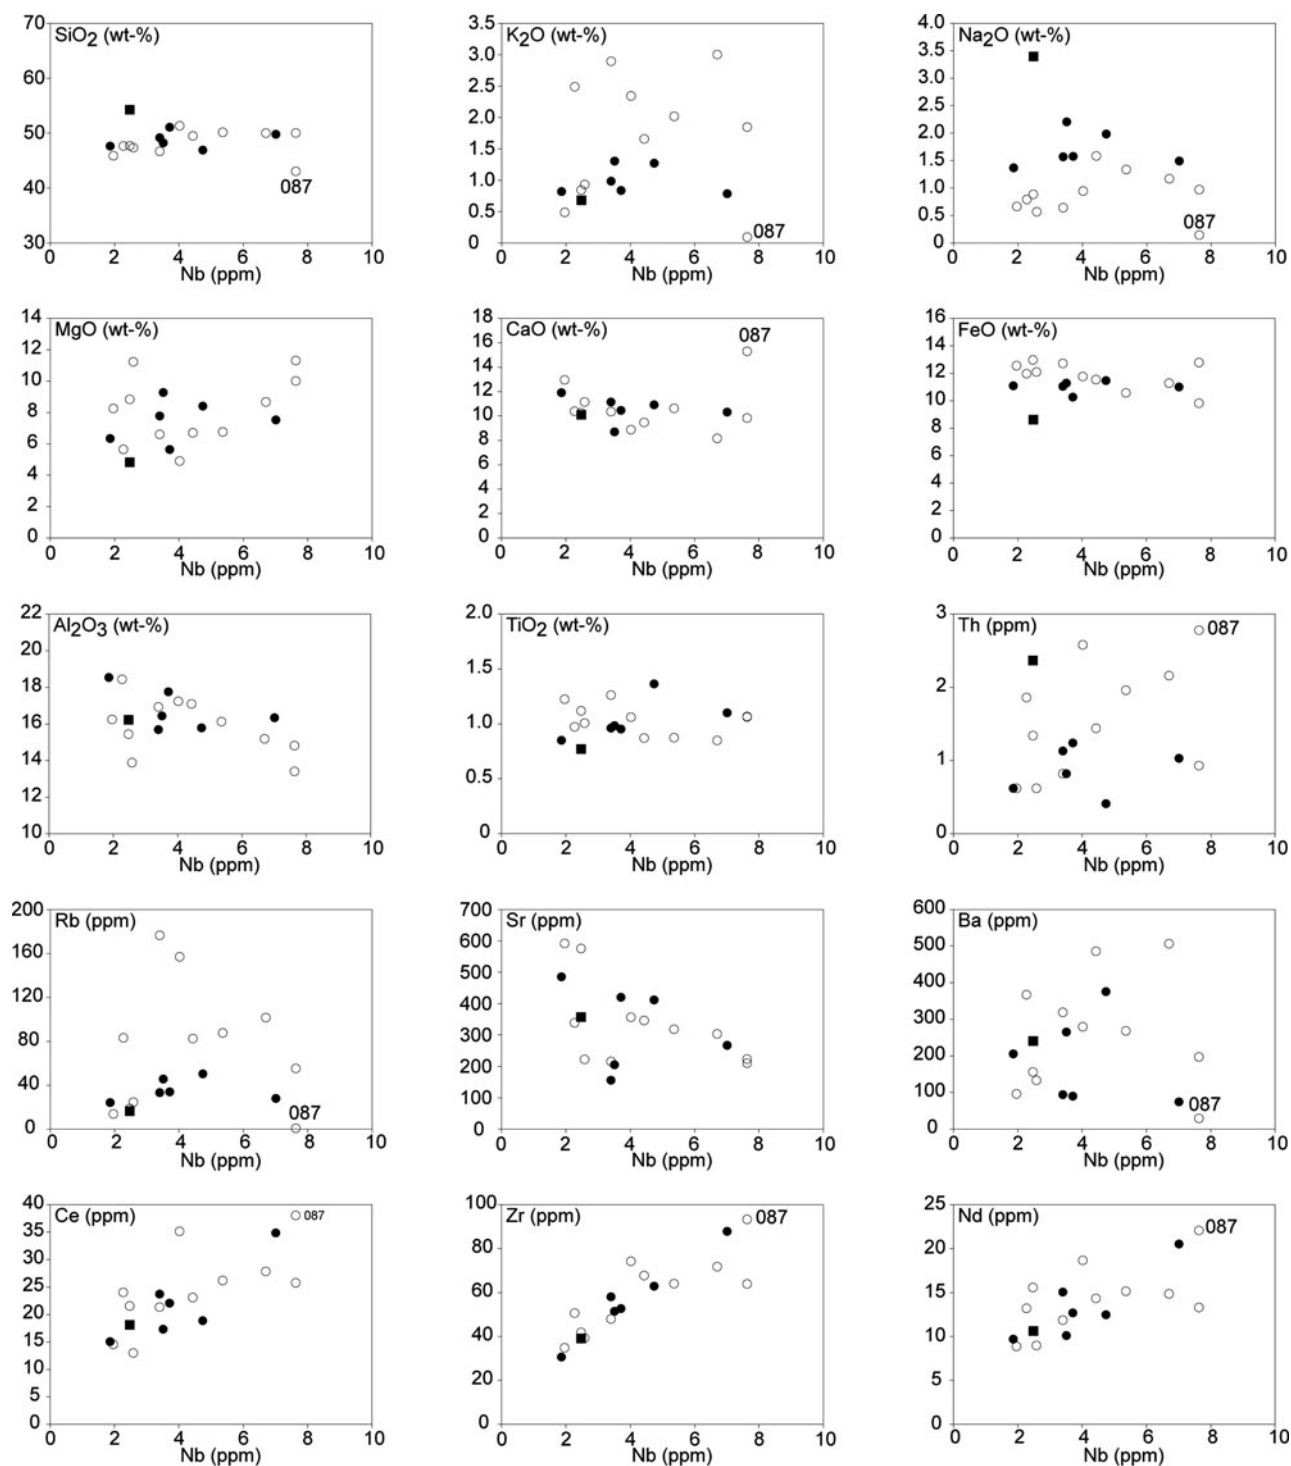 SiO2 (wt-%)
70
60
50
40
30
087
0 2 4 6 8 10
Nb (ppm)
K2O (wt-%)
3.5
3.0
2.5
2.0
1.5
1.0
0.5
0
087
0 2 4 6 8 10
Nb (ppm)
Na2O (wt-%)
4.0
3.5
3.0
2.5
2.0
1.5
1.0
0.5
0
087
0 2 4 6 8 10
Nb (ppm)
MgO (wt-%)
14
12
10
8
6
4
2
0
0 2 4 6 8 10
Nb (ppm)
CaO (wt-%)
18
16
14
12
10
8
6
4
2
0
087
0 2 4 6 8 10
Nb (ppm)
FeO (wt-%)
16
14
12
10
8
6
4
2
0
0 2 4 6 8 10
Nb (ppm)
Al2O3 (wt-%)
22
20
18
16
14
12
10
0 2 4 6 8 10
Nb (ppm)
TiO2 (wt-%)
2.0
1.5
1.0
0.5
0
0 2 4 6 8 10
Nb (ppm)
Th (ppm)
3
2
1
0
087
0 2 4 6 8 10
Nb (ppm)
Rb (ppm)
200
160
120
80
40
0
087
0 2 4 6 8 10
Nb (ppm)
Sr (ppm)
700
600
500
400
300
200
100
0
0 2 4 6 8 10
Nb (ppm)
Ba (ppm)
600
500
400
300
200
100
0
087
0 2 4 6 8 10
Nb (ppm)
Ce (ppm)
40
35
30
25
20
15
10
5
0
087
0 2 4 6 8 10
Nb (ppm)
Zr (ppm)
100
80
60
40
20
0
087
0 2 4 6 8 10
Nb (ppm)
Nd (ppm)
25
20
15
10
5
0
087
0 2 4 6 8 10
Nb (ppm)